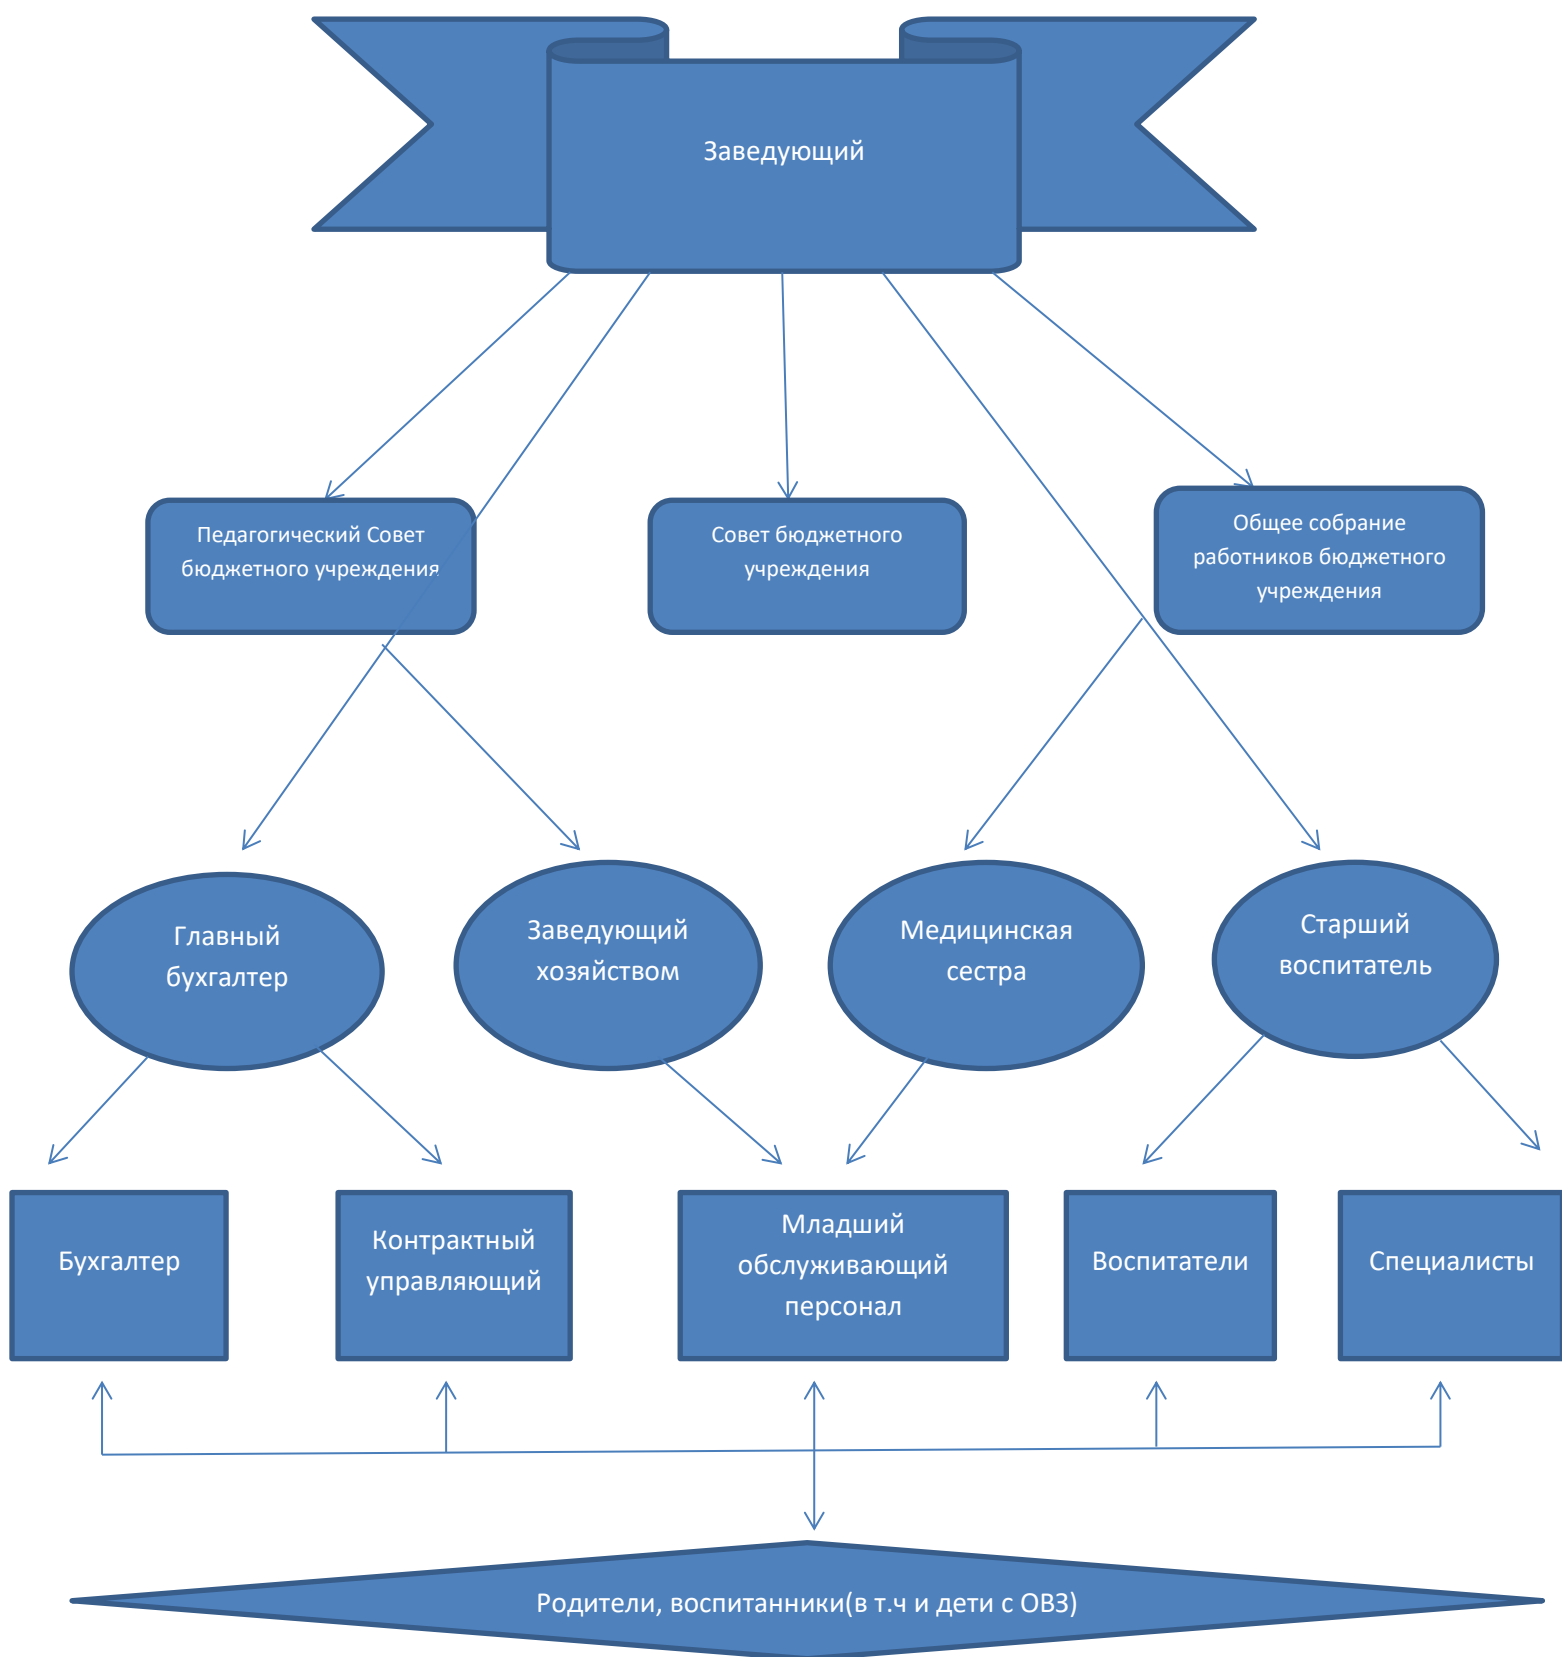 Заведующий
Педагогический Совет
бюджетного учреждения
Совет бюджетного
учреждения
Общее собрание
работников бюджетного
учреждения
Главный
бухгалтер
Заведующий
хозяйством
Медицинская
сестра
Старший
воспитатель
Бухгалтер
Контрактный
управляющий
Младший
обслуживающий
персонал
Воспитатели
Специалисты
Родители, воспитанники(в т.ч и дети с ОВЗ)